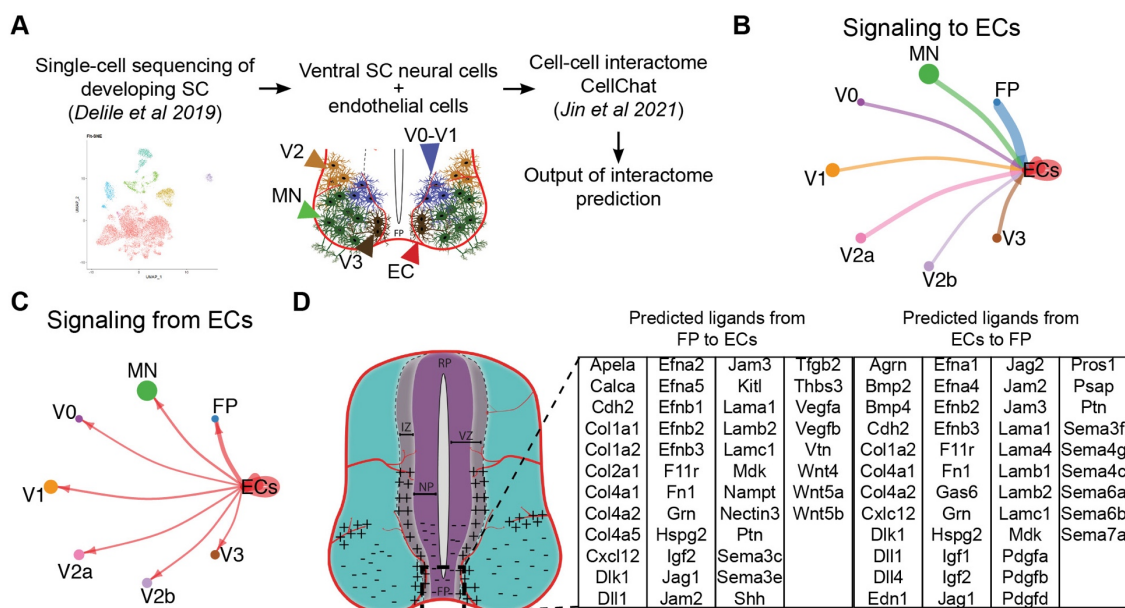 A
Single-cell sequencing of
developing SC
(Delile et al 2019)
Ventral SC neural cells
+
endothelial cells
Cell-cell interactome
CellChat
(Jin et al 2021)
Output of interactome
prediction
V0-V1
V2
MN
V3
EC
FP
B
Signaling to ECs
MN
V0
FP
V1
ECs
V2a
V2b
V3
C
Signaling from ECs
MN
V0
FP
V1
ECs
V2a
V2b
V3
D
RP
IZ
VZ
NP
FP
Predicted ligands from
FP to ECs
Predicted ligands from
ECs to FP
Apela Efna2 Jam3 Tfgb2 Agrn Efna1 Jag2 Pros1
Calca Efna5 Kitl Thbs3 Bmp2 Efna4 Jam2 Psap
Cdh2 Efnb1 Lama1 Vegfa Bmp4 Efnb2 Jam3 Ptn
Col1a1 Efnb2 Lamb2 Vegfb Cdh2 Efnb3 Lama1 Sema3f
Col1a2 Efnb3 Lamc1 Vtn Col1a2 F11r Lama4 Sema4g
Col2a1 F11r Mdk Wnt4 Col4a1 Fn1 Lamb1 Sema4c
Col4a1 Fn1 Nampt Wnt5a Col4a2 Gas6 Lamb2 Sema6a
Col4a2 Grn Nectin3 Wnt5b Cxlc12 Grn Lamc1 Sema6b
Col4a5 Hspg2 Ptn Dlk1 Hspg2 Mdk Sema7a
Cxcl12 Igf2 Sema3c Dll1 Igf1 Pdgfa
Dlk1 Jag1 Sema3e Dll4 Igf2 Pdgfb
Dll1 Jam2 Shh Edn1 Jag1 Pdgfd